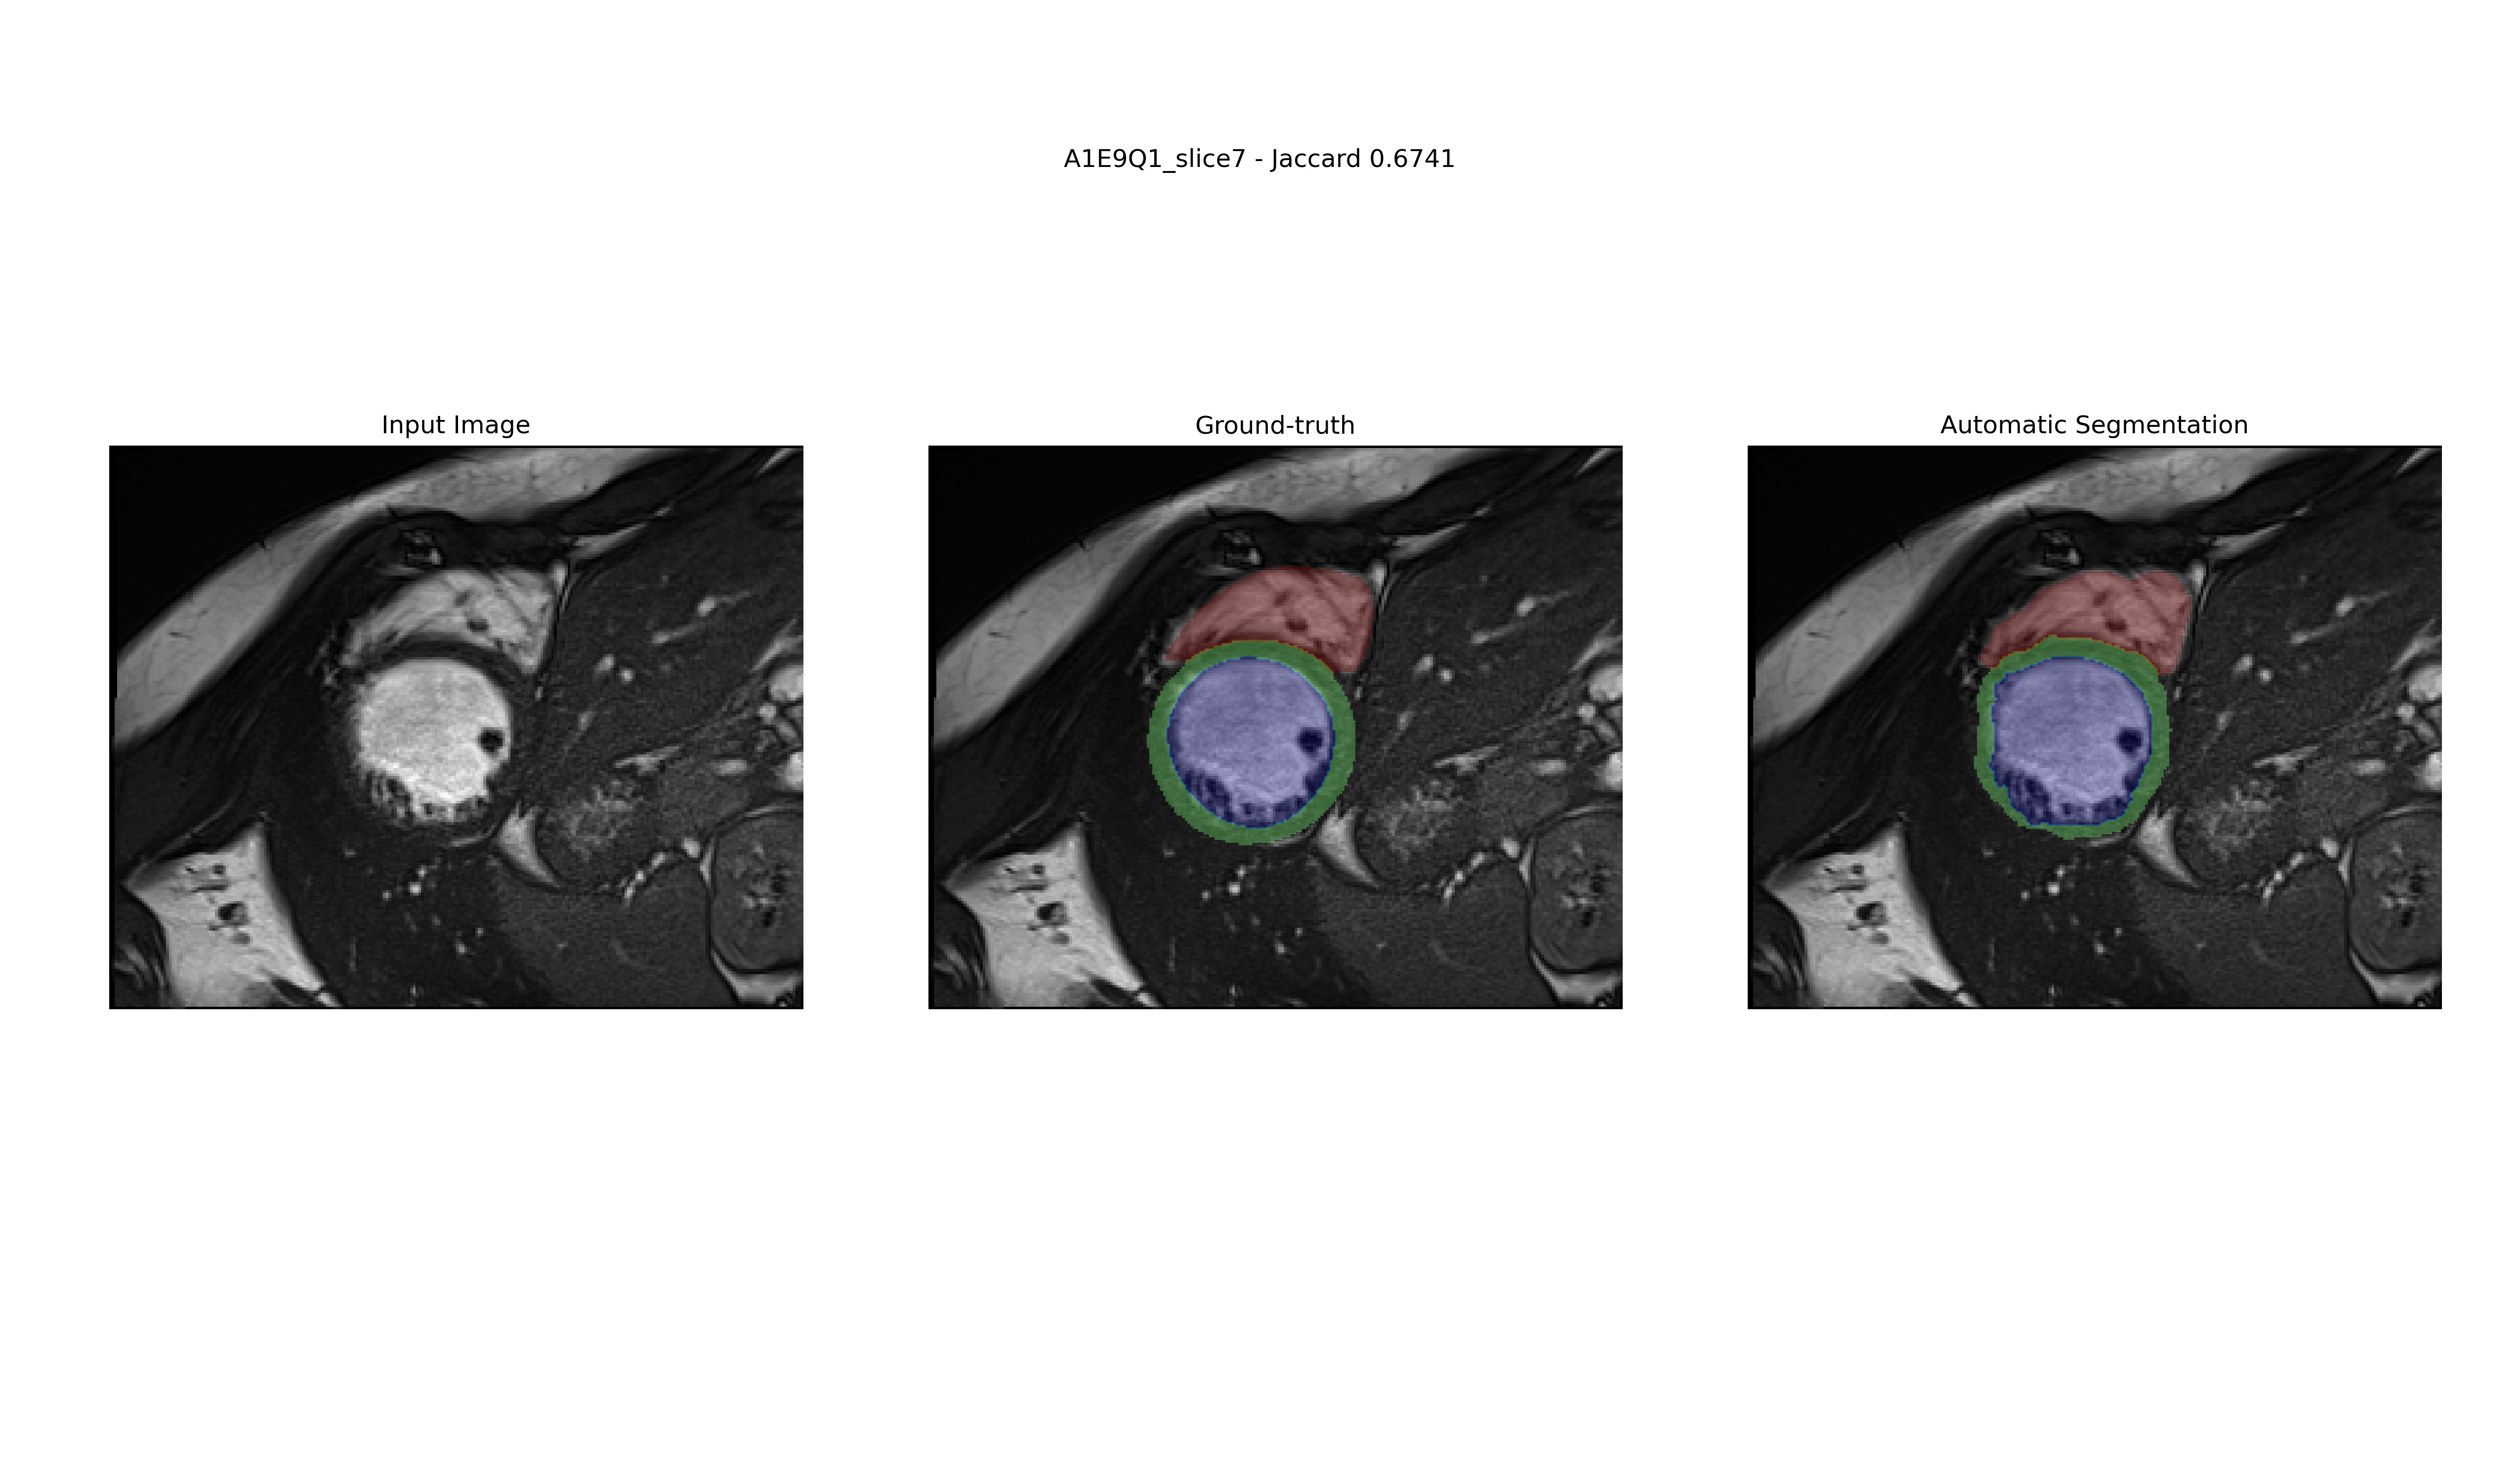 A1E9Q1_slice7 - Jaccard 0.6741
Input Image
Ground-truth
Automatic Segmentation